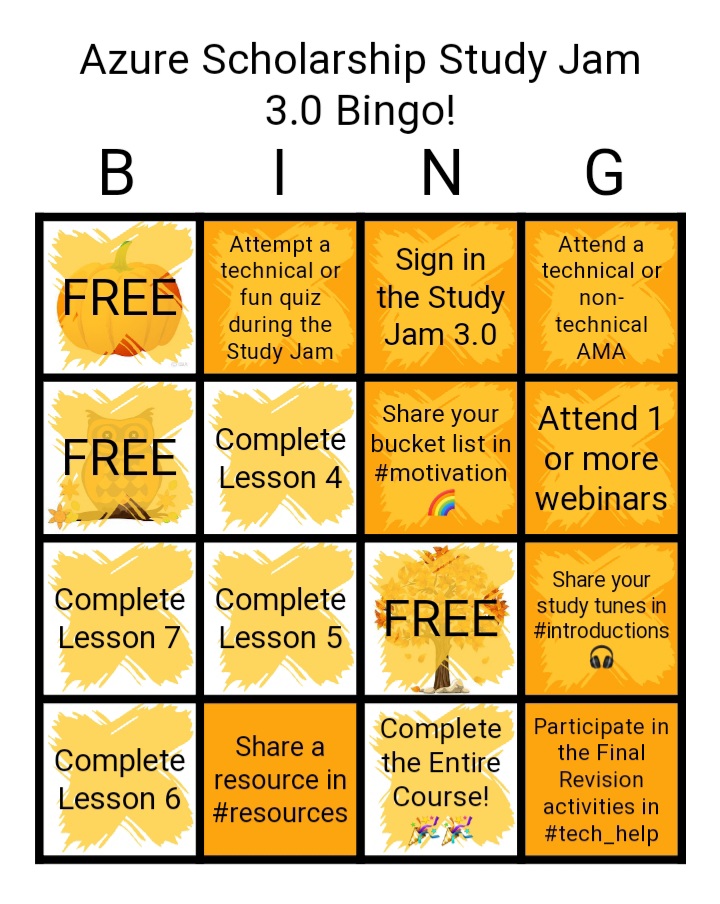 Azure Scholarship Study Jam
3.0 Bingo!
B I N G
FREE
Attempt a
technical or
fun quiz
during the
Study Jam
Sign in
the Study
Jam 3.0
Attend a
technical or
non-
technical
AMA
FREE
Complete
Lesson 4
Share your
bucket list in
#motivation
🌈
Attend 1
or more
webinars
Complete
Lesson 7
Complete
Lesson 5
FREE
Share your
study tunes in
#introductions
🎧
Complete
Lesson 6
Share a
resource in
#resources
Complete
the Entire
Course!
🎉🎉
Participate in
the Final
Revision
activities in
#tech_help